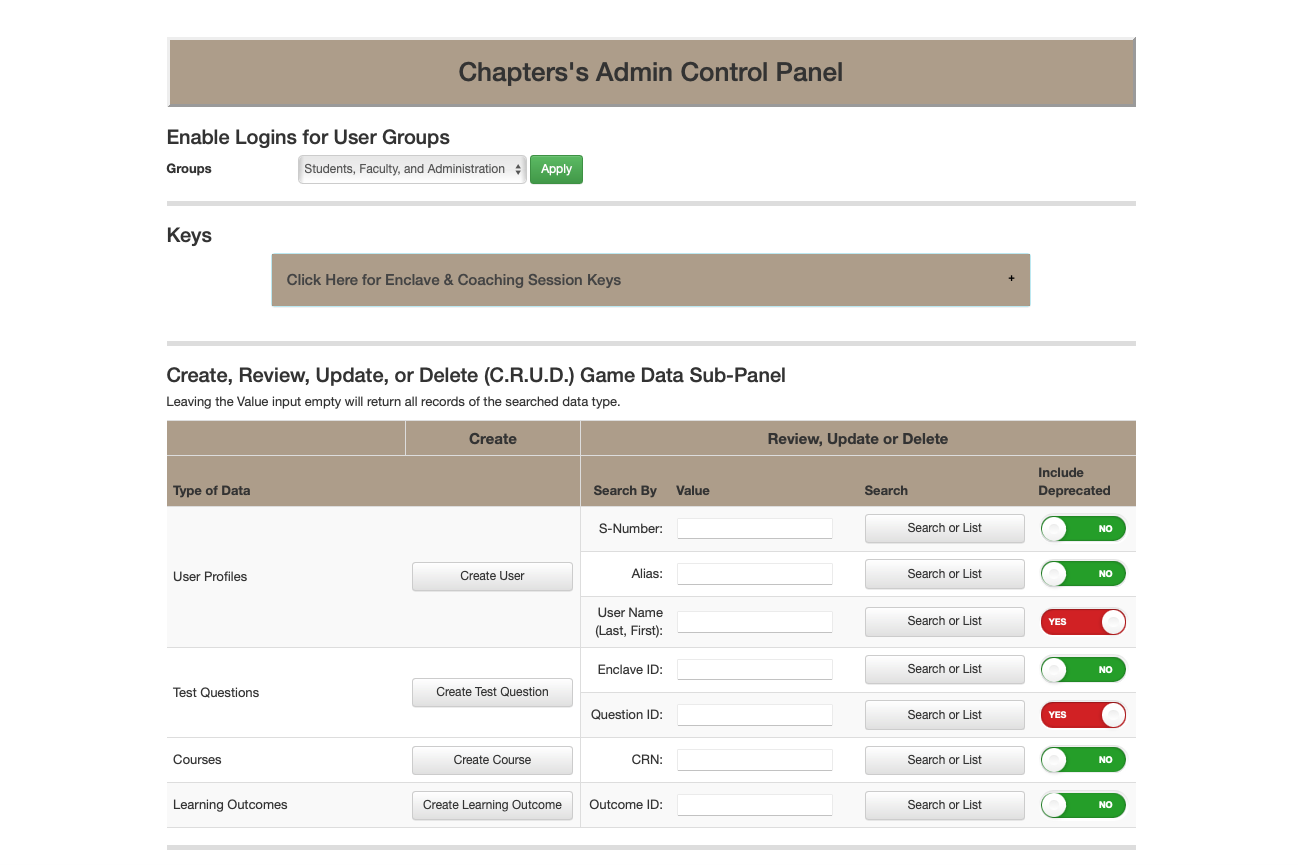 Chapters's Admin Control Panel
Enable Logins for User Groups
Groups Students, Faculty, and Administration Apply
Keys
Click Here for Enclave & Coaching Session Keys +
Create, Review, Update, or Delete (C.R.U.D.) Game Data Sub-Panel
Leaving the Value input empty will return all records of the searched data type.
Create Review, Update or Delete
Type of Data Search By Value Search Include Deprecated
S-Number: Search or List NO
User Profiles Create User Alias: Search or List NO
User Name (Last, First): Search or List YES
Enclave ID: Search or List NO
Test Questions Create Test Question
Question ID: Search or List YES
Courses Create Course CRN: Search or List NO
Learning Outcomes Create Learning Outcome Outcome ID: Search or List NO